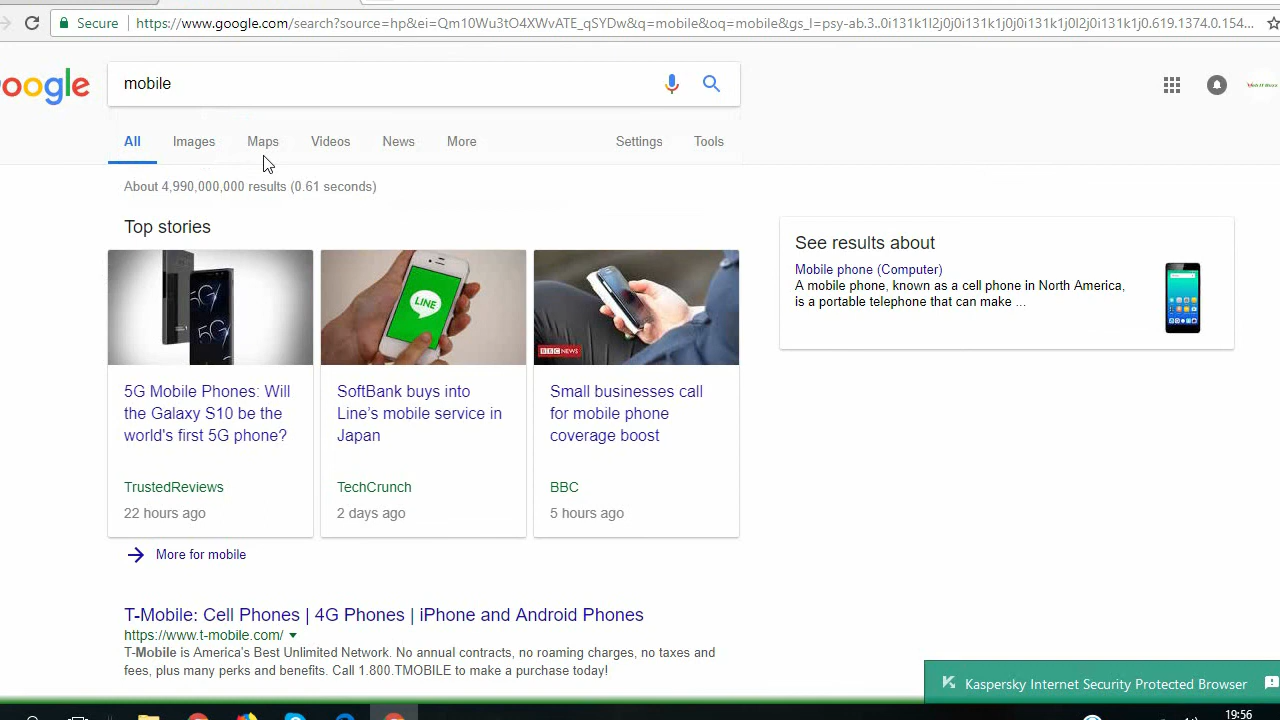 Secure
https://www.google.com/search?source=hp&ei=Qm10Wu3tO4XWvATE_qSYDw&q=mobile&oq=mobile&gs_l=psy-ab.3..0i131k1l2j0j0i131k1j0j0i131k1j0l2j0i131k1j0.619.1374.0.154...
oogle
mobile
All Images Maps Videos News More Settings Tools
About 4,990,000,000 results (0.61 seconds)
Top stories
5G
5G
5G Mobile Phones: Will
the Galaxy S10 be the
world's first 5G phone?
TrustedReviews
22 hours ago
LINE
SoftBank buys into
Line's mobile service in
Japan
TechCrunch
2 days ago
BBC NEWS
Small businesses call
for mobile phone
coverage boost
BBC
5 hours ago
More for mobile
See results about
Mobile phone (Computer)
A mobile phone, known as a cell phone in North America,
is a portable telephone that can make ...
T-Mobile: Cell Phones | 4G Phones | iPhone and Android Phones
https://www.t-mobile.com/
T-Mobile is America's Best Unlimited Network. No annual contracts, no roaming charges, no taxes and
fees, plus many perks and benefits. Call 1.800.TMOBILE to make a purchase today!
Kaspersky Internet Security Protected Browser
19:56